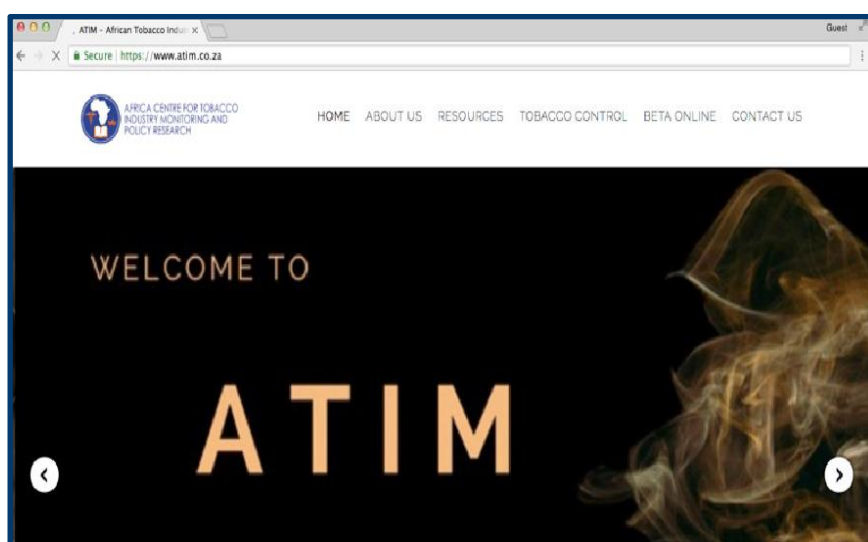 ATIM - African Tobacco Indus
Guest
Secure https://www.atim.co.za
AFRICA CENTRE FOR TOBACCO
INDUSTRY MONITORING AND
POLICY RESEARCH
HOME ABOUT US RESOURCES TOBACCO CONTROL BETA ONLINE CONTACT US
WELCOME TO
ATIM